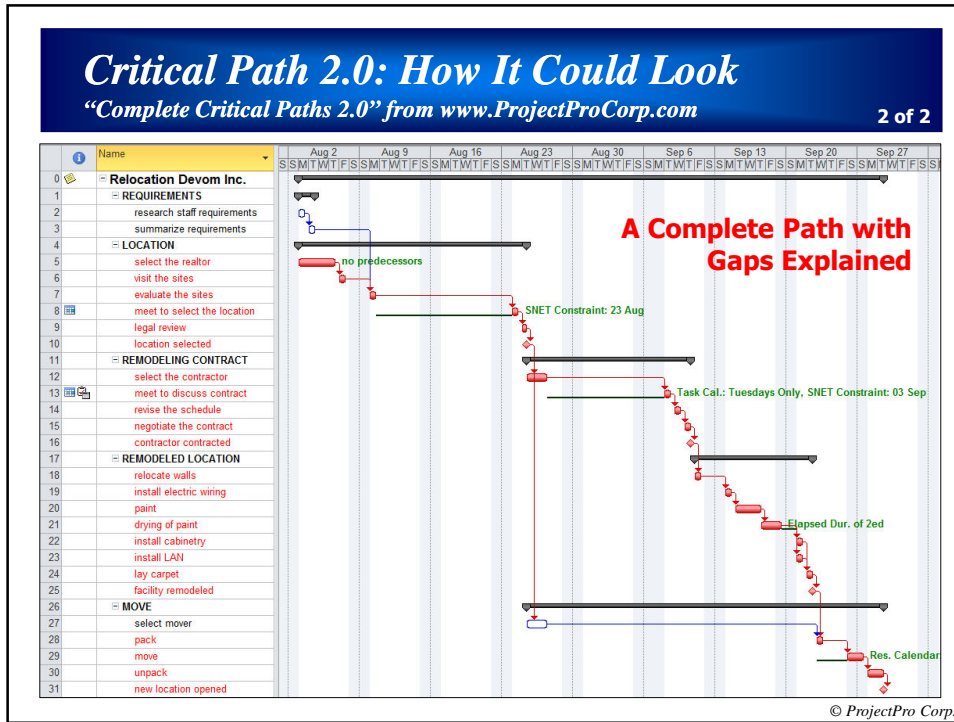 Critical Path 2.0: How It Could Look
“Complete Critical Paths 2.0” from www.ProjectProCorp.com
2 of 2
Name
Aug 2 Aug 9 Aug 16 Aug 23 Aug 30 Sep 6 Sep 13 Sep 20 Sep 27
S S M T W T F S S M T W T F S S M T W T F S S M T W T F S S M T W T F S S M T W T F S S M T W T F S S M T W T F S S M T W T F S S
0 Relocation Devom Inc.
1 REQUIREMENTS
2 research staff requirements
3 summarize requirements
A Complete Path with
Gaps Explained
4 LOCATION
5 select the realtor no predecessors
6 visit the sites
7 evaluate the sites
8 meet to select the location SNET Constraint: 23 Aug
9 legal review
10 location selected
11 REMODELING CONTRACT
12 select the contractor
13 meet to discuss contract Task Cal.: Tuesdays Only, SNET Constraint: 03 Sep
14 revise the schedule
15 negotiate the contract
16 contractor contracted
17 REMODELED LOCATION
18 relocate walls
19 install electric wiring
20 paint
21 drying of paint Elapsed Dur. of 2ed
22 install cabinetry
23 install LAN
24 lay carpet
25 facility remodeled
26 MOVE
27 select mover
28 pack
29 move Res. Calendar
30 unpack
31 new location opened
© ProjectPro Corp.